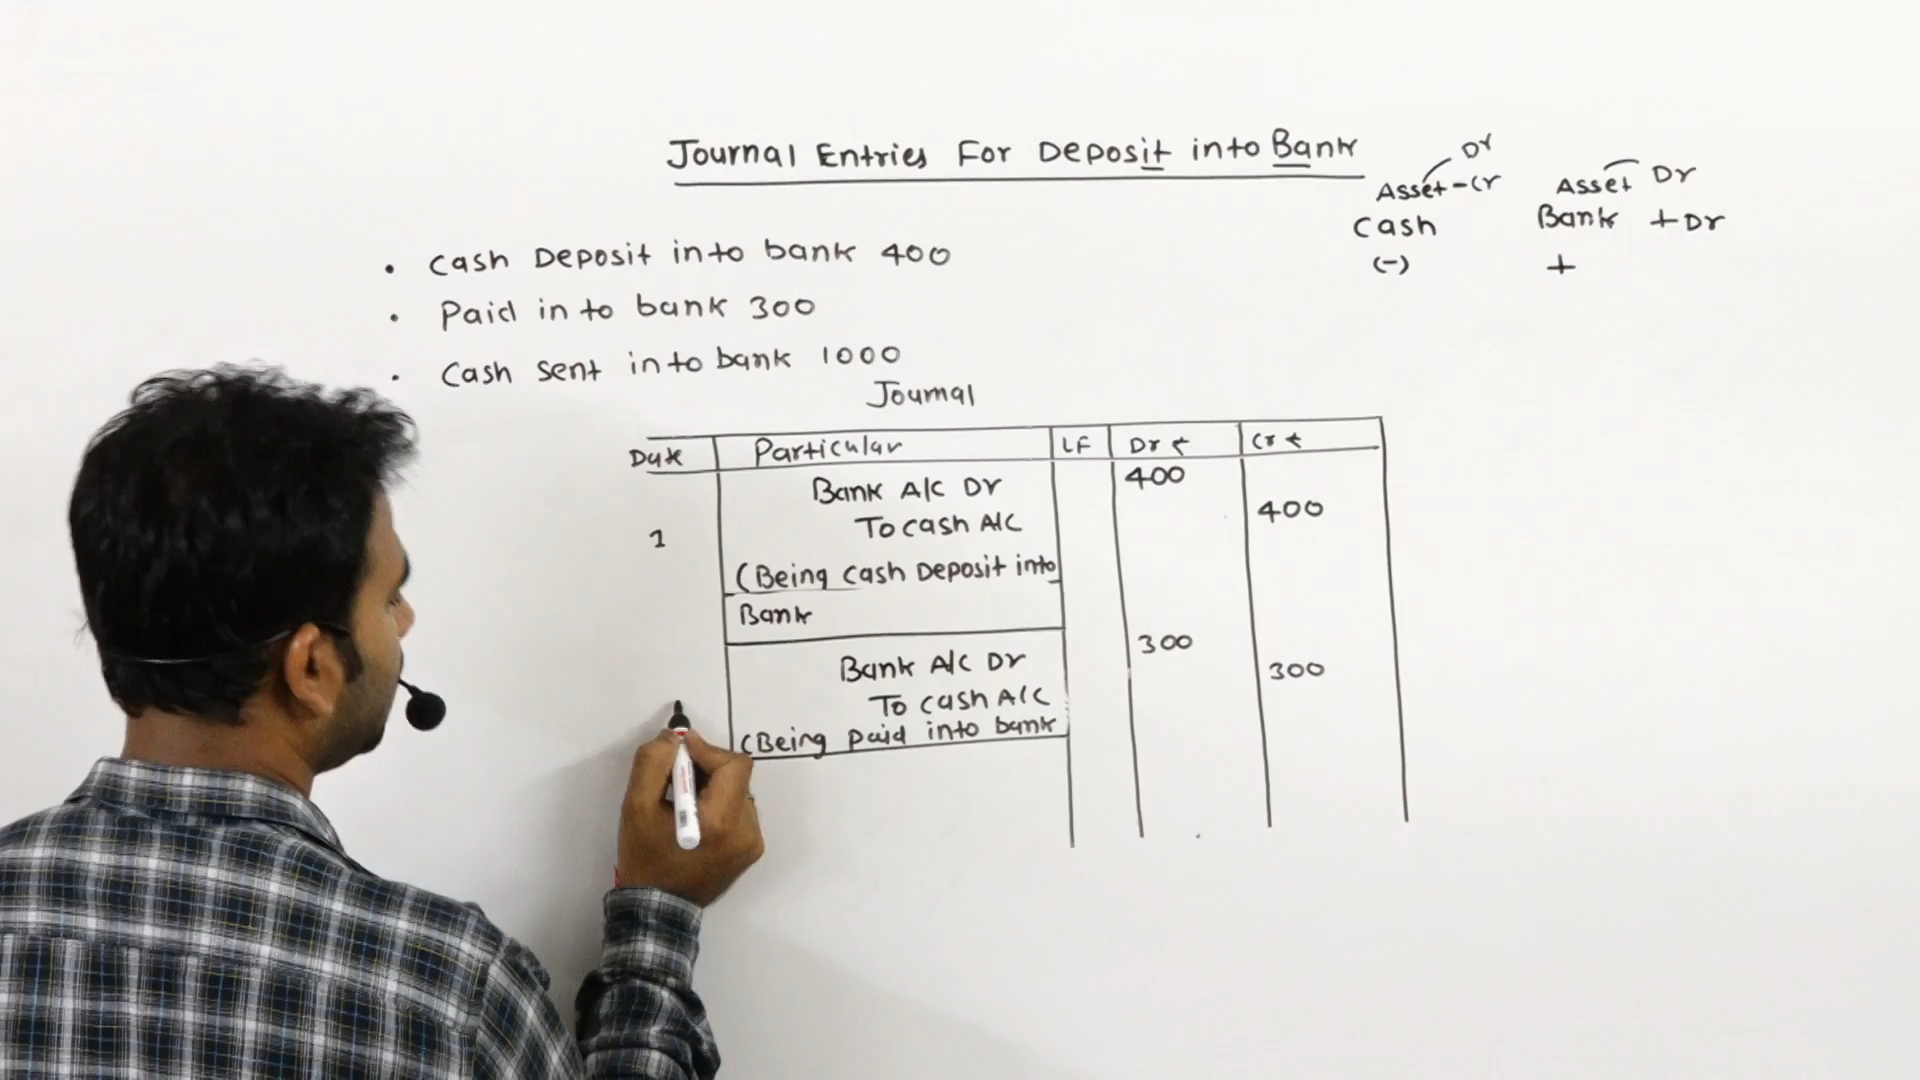 Journal Entries For Deposit into Bank
Dr
Asset-Cr
Cash
(-)
Asset Dr
Bank +Dr
+
• Cash Deposit into bank 400
• Paid in to bank 300
• Cash sent into bank 1000
Journal
Date Particular LF Dr ₹ Cr ₹
Bank A/C Dr 400
1 To cash A/C 400
(Being Cash Deposit into
Bank
Bank A/C Dr 300
To cash A/C 300
(Being paid into bank